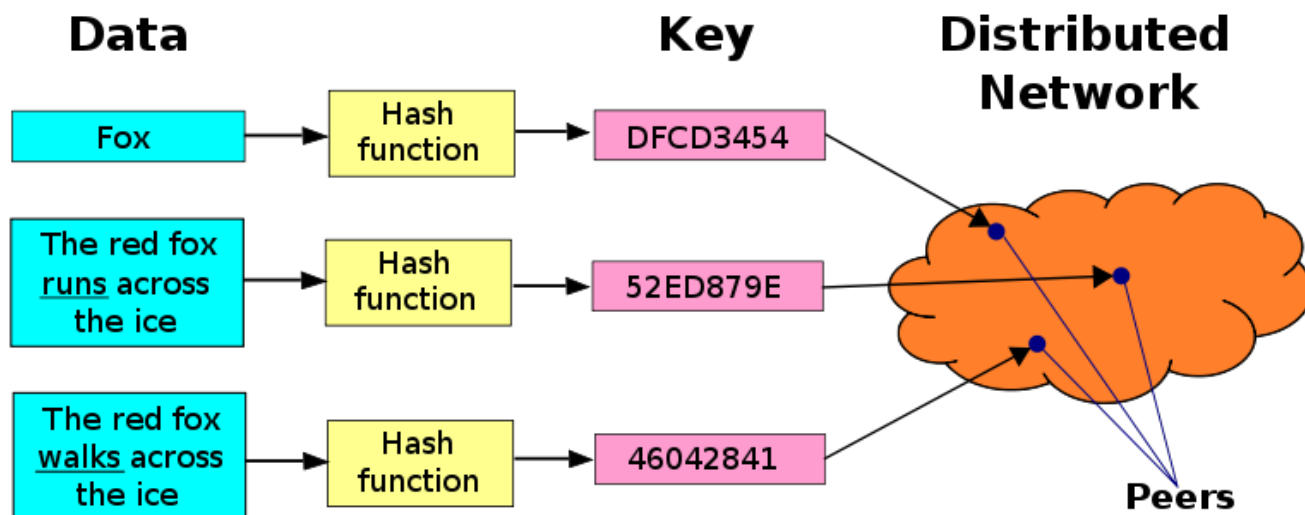 Data
Key
Distributed
Network
Fox
Hash
function
DFCD3454
The red fox
runs across
the ice
Hash
function
52ED879E
The red fox
walks across
the ice
Hash
function
46042841
Peers